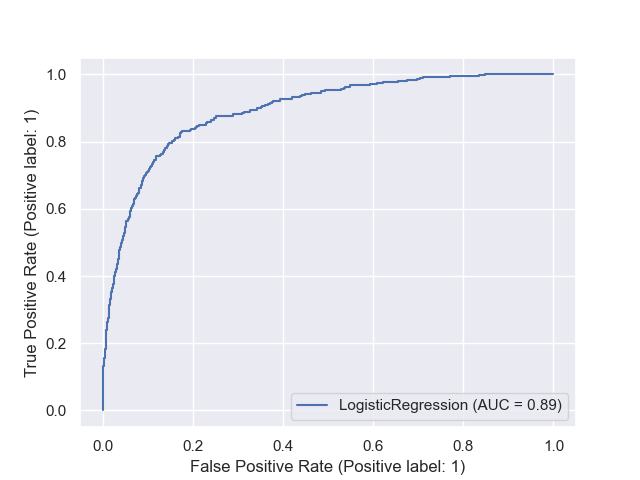 1.0
0.8
0.6
0.4
0.2
0.0
True Positive Rate (Positive label: 1)
LogisticRegression (AUC = 0.89)
0.0 0.2 0.4 0.6 0.8 1.0
False Positive Rate (Positive label: 1)